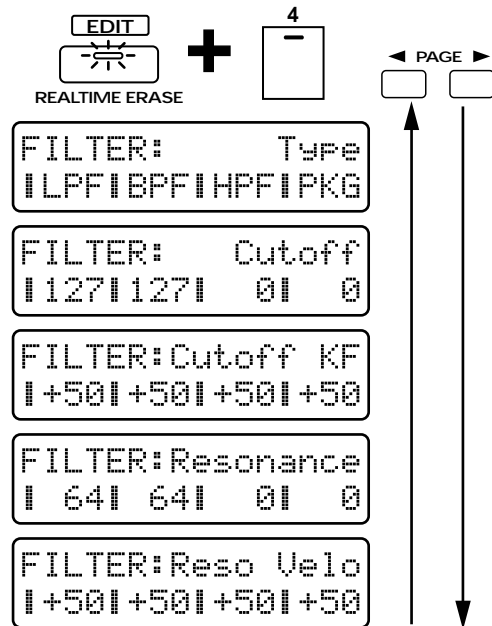 EDIT
4
REALTIME ERASE
◄ PAGE ►
FILTER: Type
LPF BPF HPF PKG
FILTER: Cutoff
127 127 0 0
FILTER:Cutoff KF
+50 +50 +50 +50
FILTER:Resonance
64 64 0 0
FILTER:Reso Velo
+50 +50 +50 +50